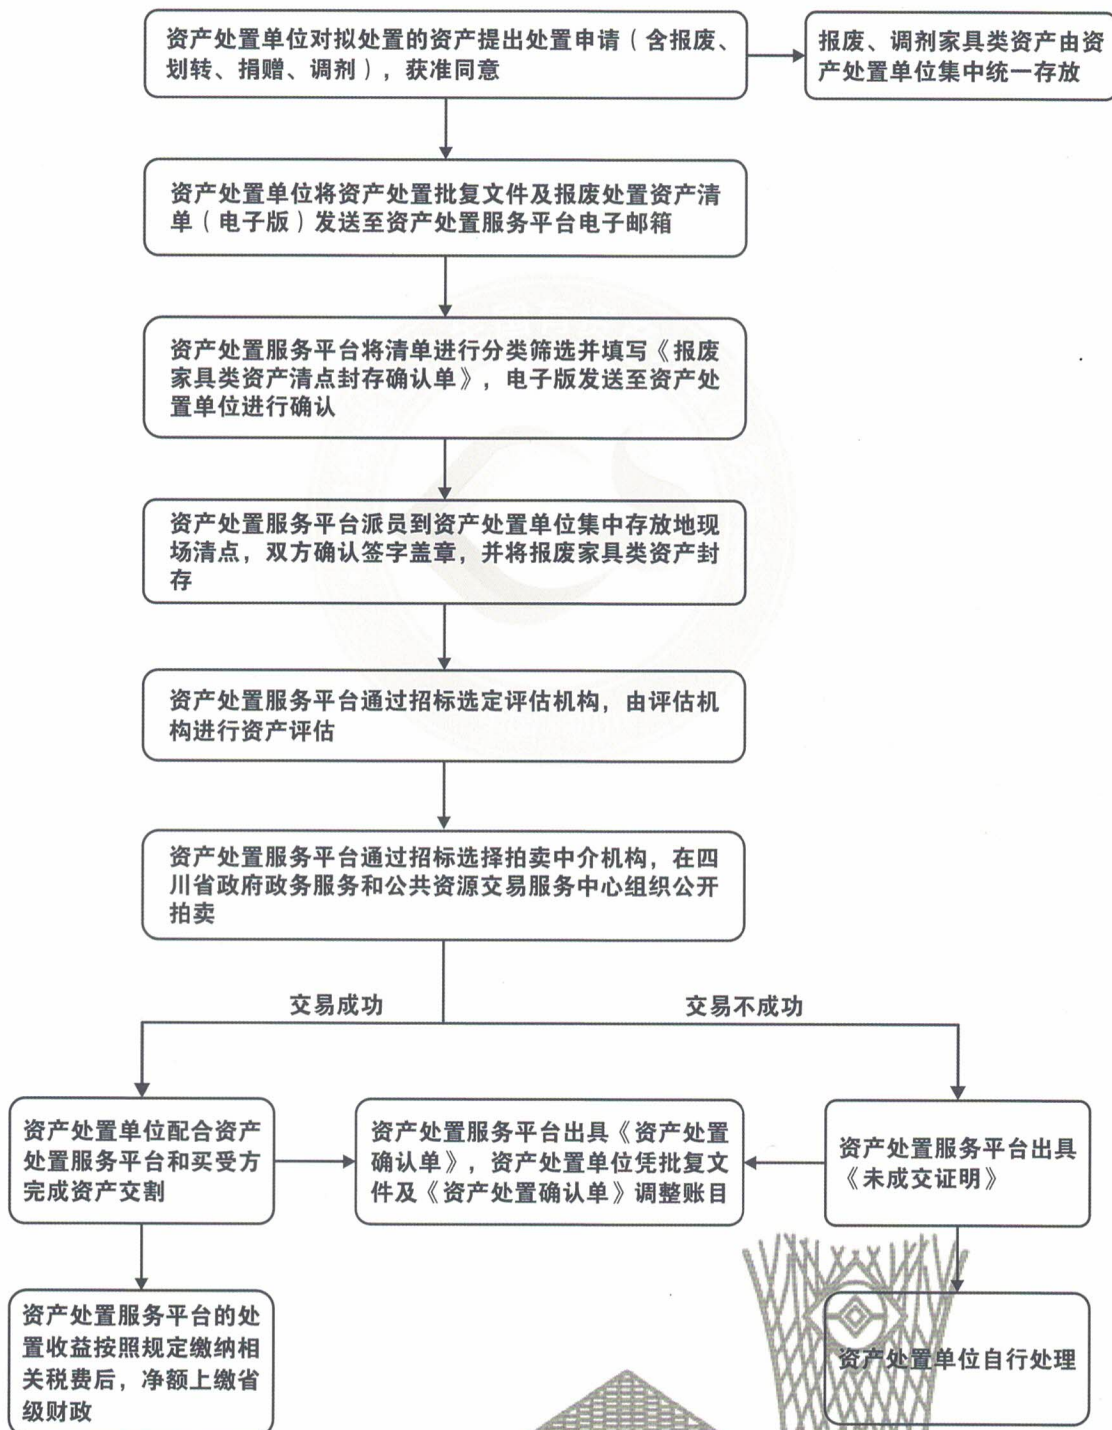 资产处置单位对拟处置的资产提出处置申请（含报废、
划转、捐赠、调剂），获准同意
报废、调剂家具类资产由资
产处置单位集中统一存放
资产处置单位将资产处置批复文件及报废处置资产清
单（电子版）发送至资产处置服务平台电子邮箱
资产处置服务平台将清单进行分类筛选并填写《报废
家具类资产清点封存确认单》，电子版发送至资产处
置单位进行确认
资产处置服务平台派员到资产处置单位集中存放地现
场清点，双方确认签字盖章，并将报废家具类资产封
存
资产处置服务平台通过招标选定评估机构，由评估机
构进行资产评估
资产处置服务平台通过招标选择拍卖中介机构，在四
川省政府政务服务和公共资源交易服务中心组织公开
拍卖
交易成功
交易不成功
资产处置单位配合资产
处置服务平台和买受方
完成资产交割
资产处置服务平台出具《资产处置
确认单》，资产处置单位凭批复文
件及《资产处置确认单》调整账目
资产处置服务平台出具
《未成交证明》
资产处置服务平台的处
置收益按照规定缴纳相
关税费后，净额上缴省
级财政
资产处置单位自行处理